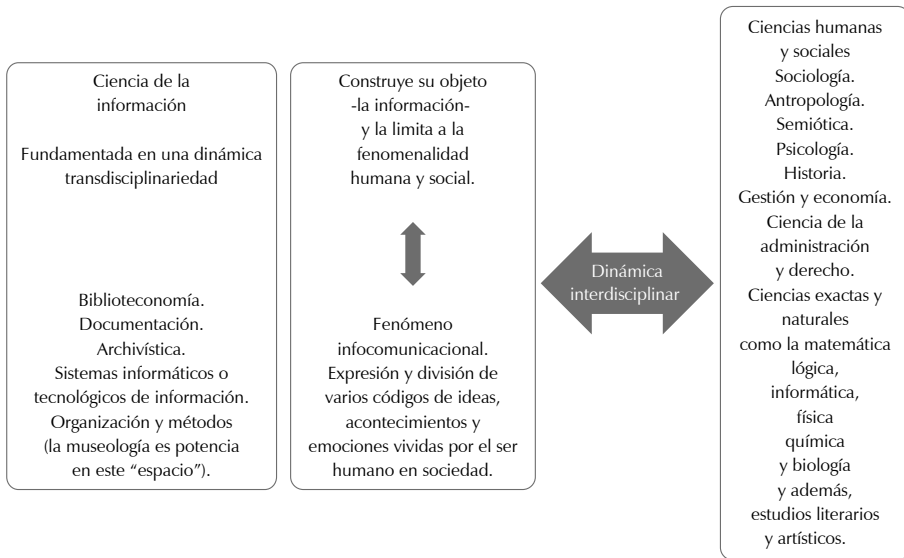 Ciencia de la
información
Fundamentada en una dinámica
transdisciplinariedad
Biblioteconomía.
Documentación.
Archivística.
Sistemas informáticos o
tecnológicos de información.
Organización y métodos
(la museología es potencia
en este “espacio”).
Construye su objeto
-la información-
y la limita a la
fenomenalidad
humana y social.
Fenómeno
infocomunicacional.
Expresión y división de
varios códigos de ideas,
acontecimientos y
emociones vividas por el ser
humano en sociedad.
Dinámica
interdisciplinar
Ciencias humanas
y sociales
Sociología.
Antropología.
Semiótica.
Psicología.
Historia.
Gestión y economía.
Ciencia de la
administración
y derecho.
Ciencias exactas y
naturales
como la matemática
lógica,
informática,
física
química
y biología
y además,
estudios literarios
y artísticos.